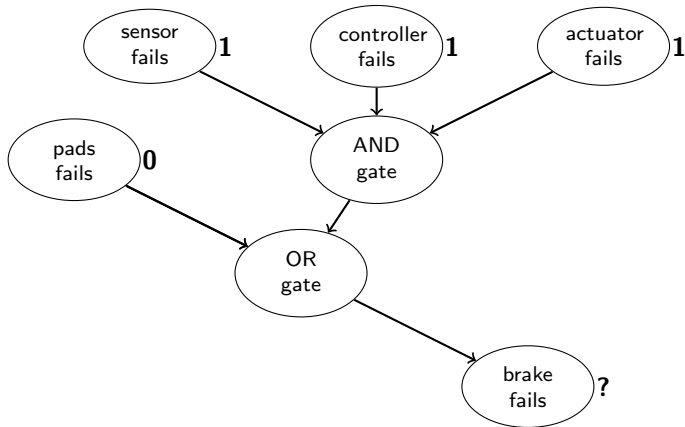 sensor
fails
1
controller
fails
1
actuator
fails
1
pads
fails
0
AND
gate
OR
gate
brake
fails
?